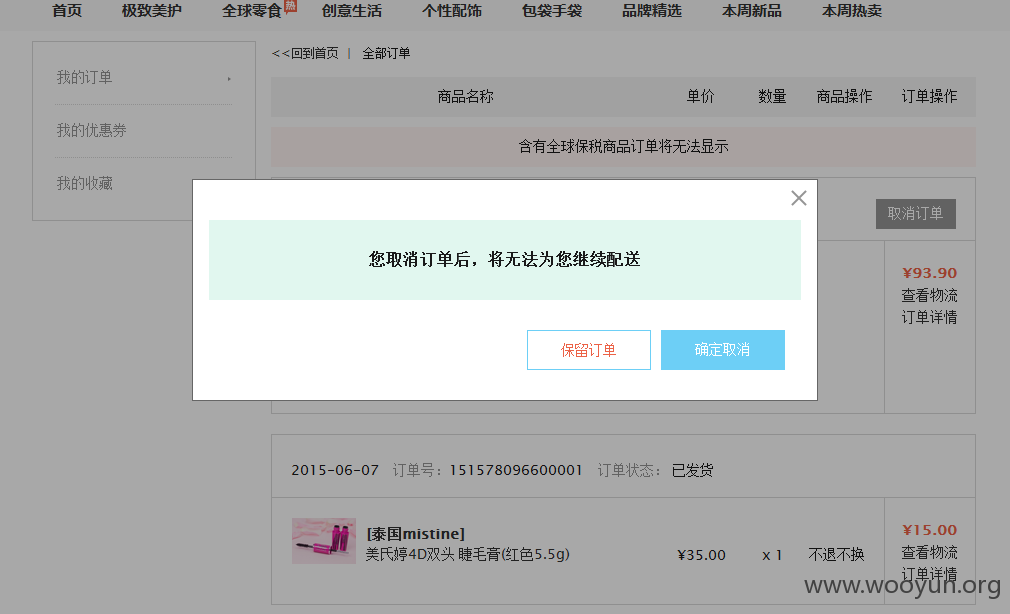 首页 极致美护 全球零食 热 创意生活 个性配饰 包袋手袋 品牌精选 本周新品 本周热卖
<<回到首页 | 全部订单
我的订单
我的优惠券
我的收藏
商品名称 单价 数量 商品操作 订单操作
含有全球保税商品订单将无法显示
取消订单
¥93.90
查看物流
订单详情
您取消订单后，将无法为您继续配送
保留订单 确定取消
2015-06-07 订单号：151578096600001 订单状态：已发货
[泰国mistine]
美氏婷4D双头 睫毛膏(红色5.5g) ¥35.00 x 1 不退不换
¥15.00
查看物流
订单详情
www.wooyun.org